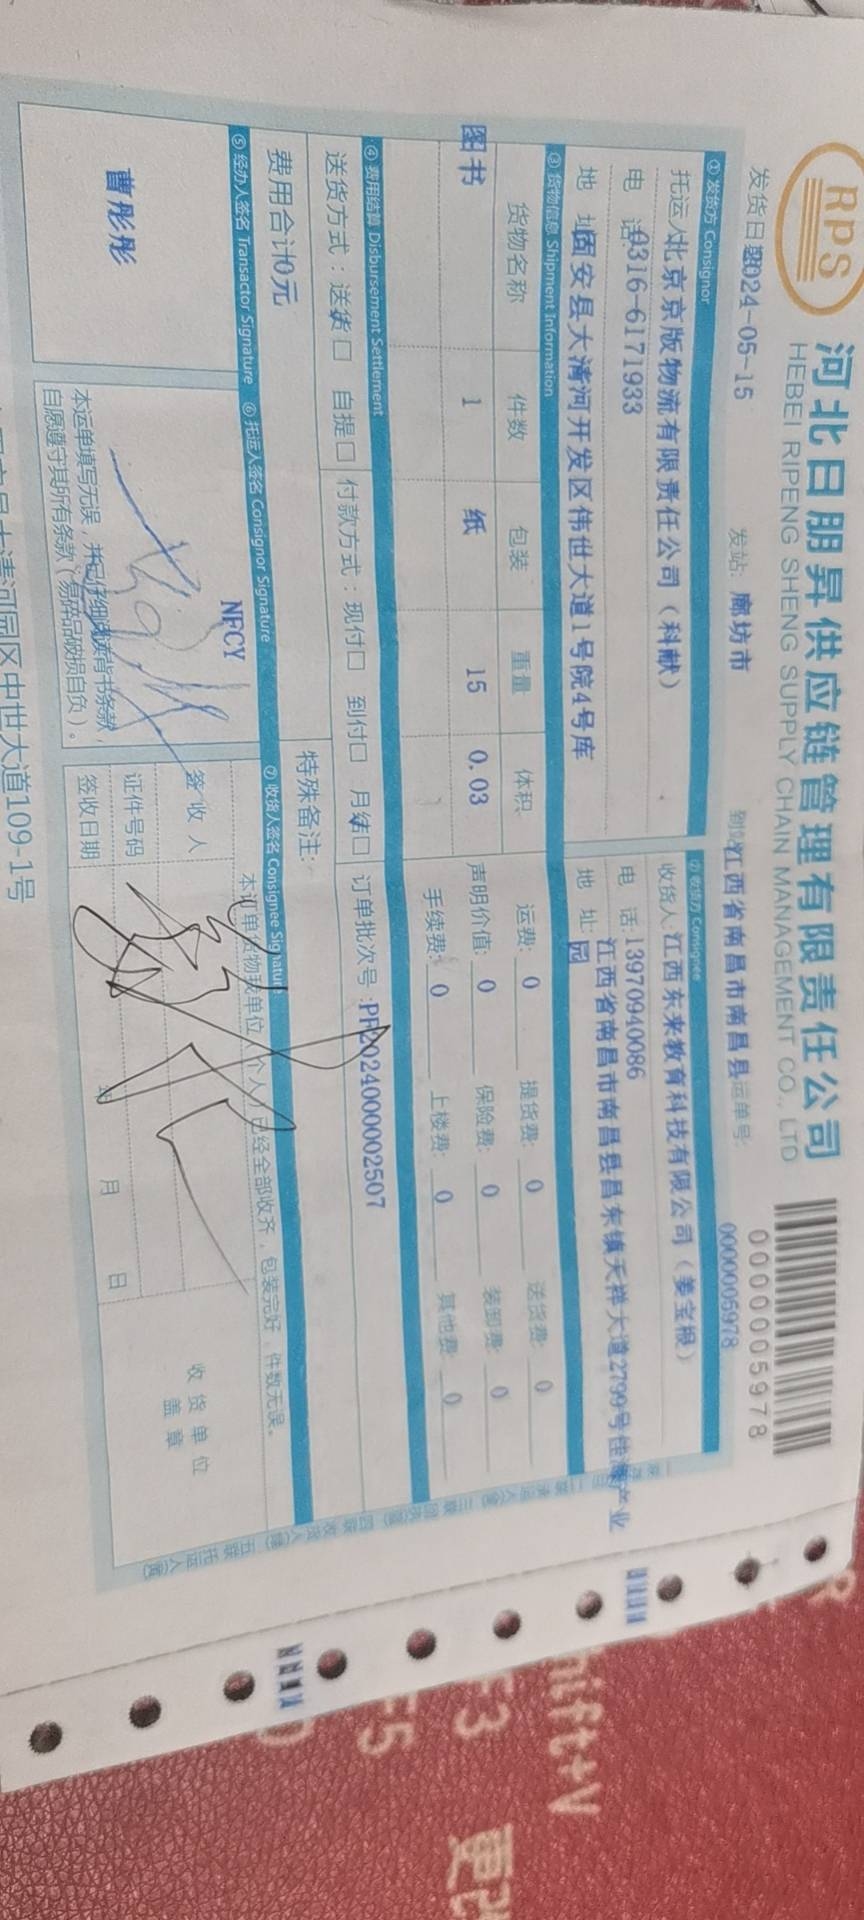 RPS
河北日朋昇供应链管理有限责任公司
HEBEI RIPENG SHENG SUPPLY CHAIN MANAGEMENT CO., LTD
0000005978
发货日期2024-05-15 发站: 廊坊市 到站江西省南昌市南昌县 运单号: 0000005978
① 发货方 Consignor
托运人北京京版物流有限责任公司（科献）
电 话:0316-6171933
地 址固安县大清河开发区伟世大道1号院4号库
② 收货方 Consignee
收货人:江西东来教育科技有限公司（姜宝根）
电 话:13970940086
地 址:江西省南昌市南昌县昌东镇天祥大道2799号佳海产业
园
③ 货物信息 Shipment Information
货物名称 件数 包装 重量 体积
图书 1 纸 15 0.03
运费: 0 提货费: 0 送货费: 0
声明价值: 0 保险费: 0 装卸费: 0
手续费: 0 上楼费: 0 其他费: 0
④ 费用结算 Disbursement Settlement
送货方式：送货□ 自提□ 付款方式：现付□ 到付□ 月结□ 订单批次号:PF2024000002507
费用合计0元 特殊备注:
⑤ 经办人签名 Transactor Signature ⑥ 托运人签名 Consignor Signature ⑦ 收货人签名 Consignee Signature
曹彤彤
NFCY
本运单填写无误，并已仔细阅读背书条款，
自愿遵守其所有条款（易碎品破损自负）。
本订单货物我单位（个人）已经全部收齐，包装完好，件数无误。
签 收 人
证件号码
签收日期 年 月 日
收货单位
盖章
大清河园区中世大道109-1号
hift+V
F3
F5